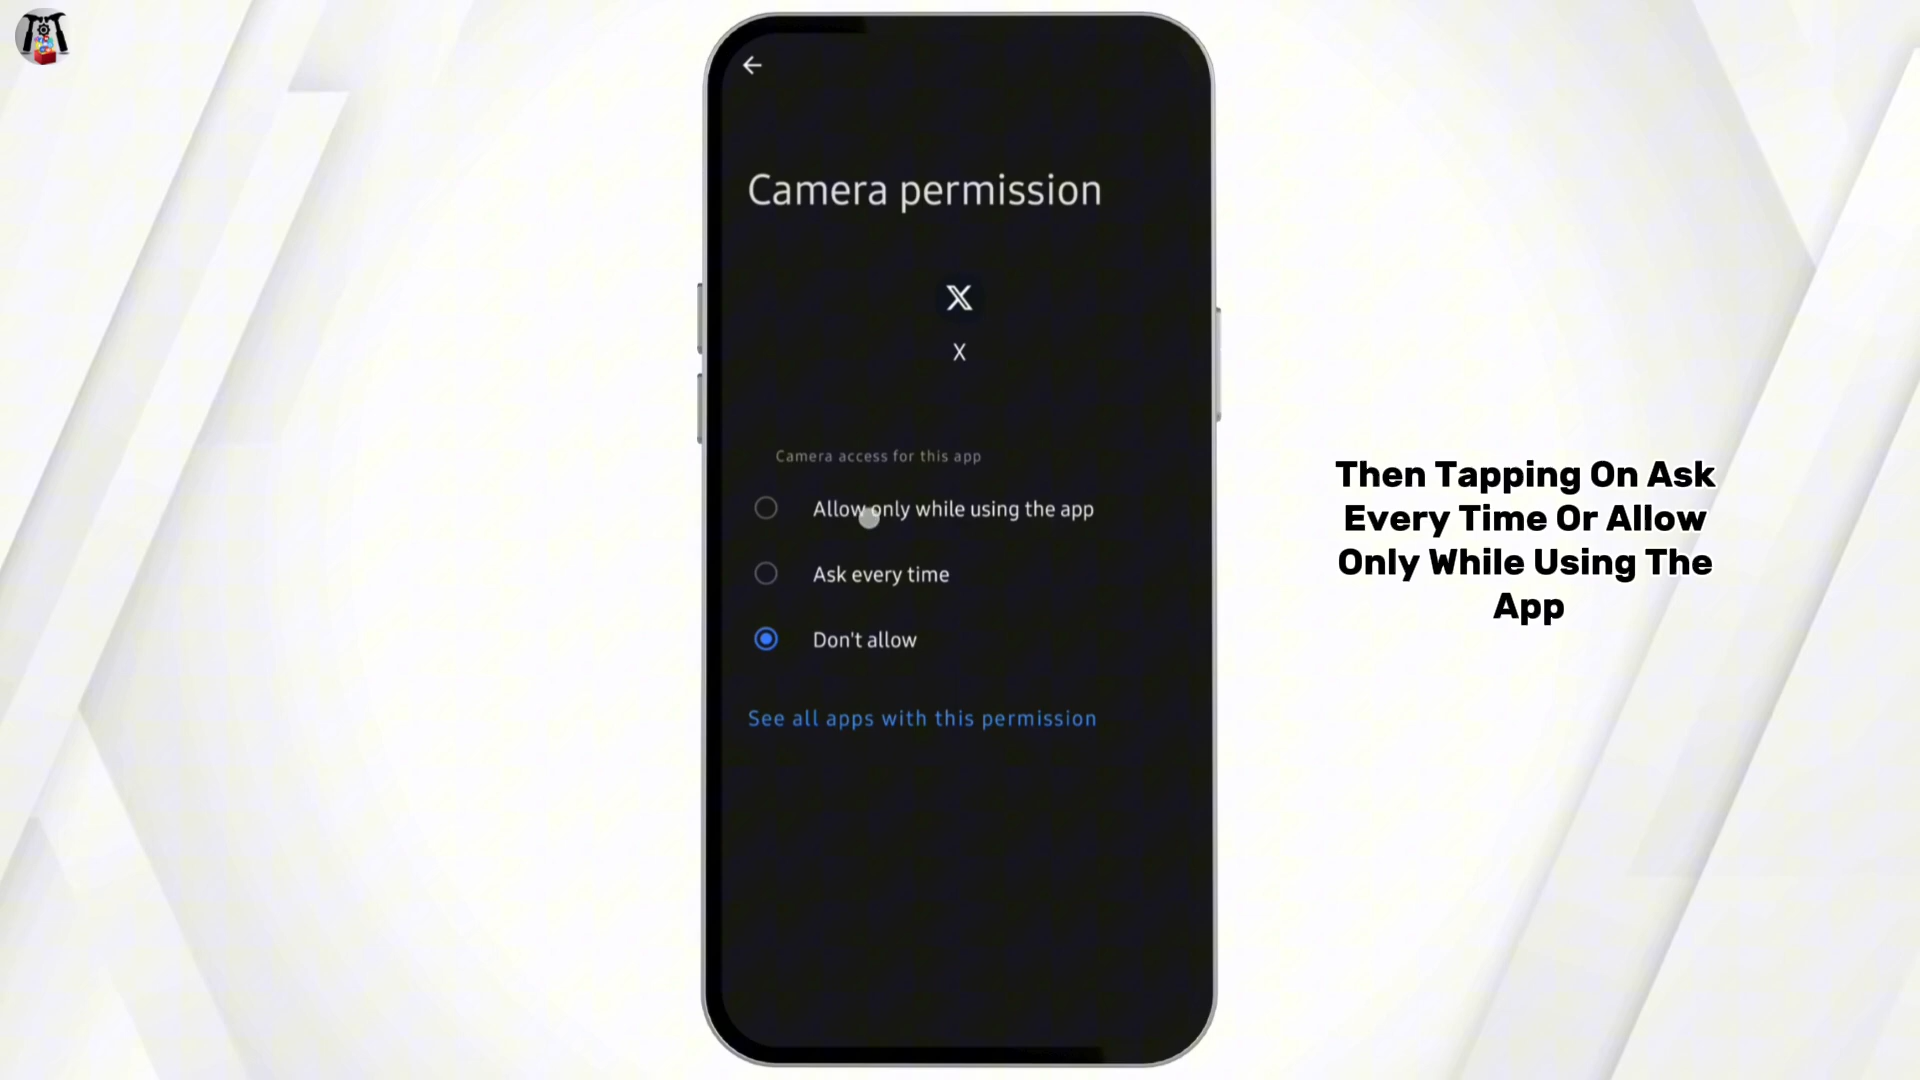 Camera permission
X
Camera access for this app
Allow only while using the app
Ask every time
Don't allow
See all apps with this permission
Then Tapping On Ask
Every Time Or Allow
Only While Using The
App